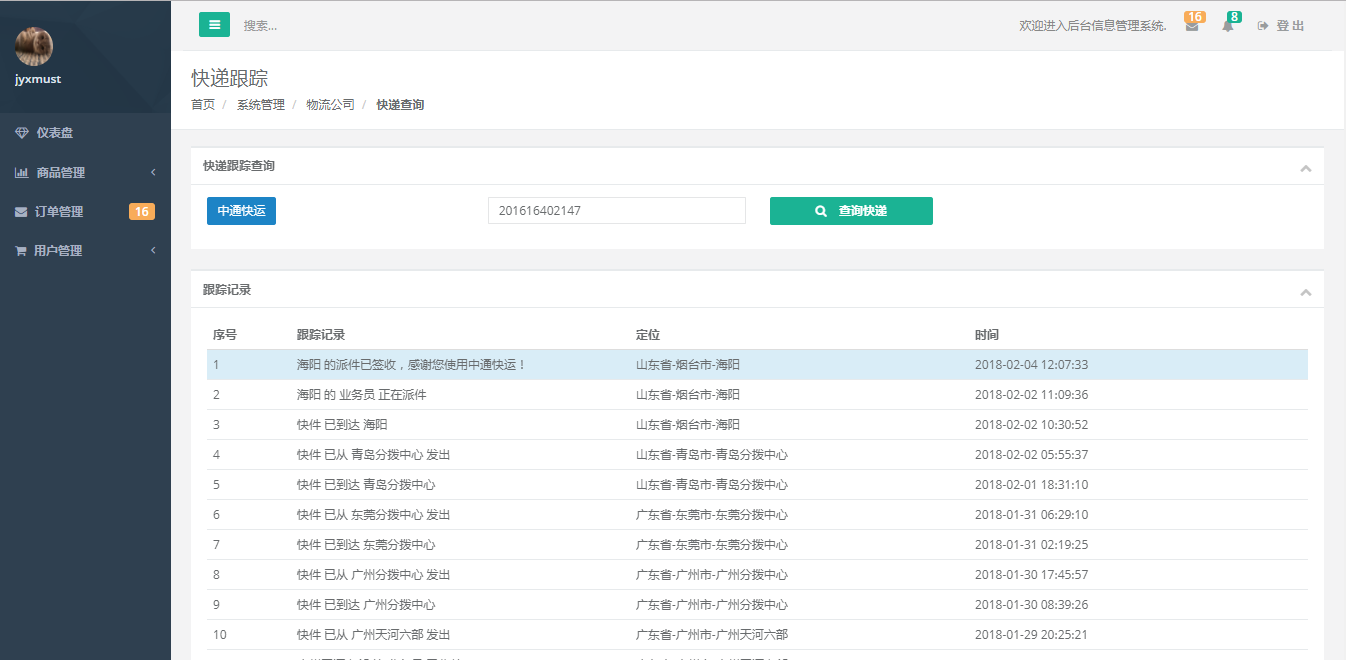 jyxmust
仪表盘
商品管理
订单管理 16
用户管理
搜索...
欢迎进入后台信息管理系统. 16 8 登出
快递跟踪
首页 / 系统管理 / 物流公司 / 快递查询
快递跟踪查询
中通快运 201616402147 查询快递
跟踪记录
序号 跟踪记录 定位 时间
1 海阳 的派件已签收，感谢您使用中通快运！ 山东省-烟台市-海阳 2018-02-04 12:07:33
2 海阳 的 业务员 正在派件 山东省-烟台市-海阳 2018-02-02 11:09:36
3 快件 已到达 海阳 山东省-烟台市-海阳 2018-02-02 10:30:52
4 快件 已从 青岛分拨中心 发出 山东省-青岛市-青岛分拨中心 2018-02-02 05:55:37
5 快件 已到达 青岛分拨中心 山东省-青岛市-青岛分拨中心 2018-02-01 18:31:10
6 快件 已从 东莞分拨中心 发出 广东省-东莞市-东莞分拨中心 2018-01-31 06:29:10
7 快件 已到达 东莞分拨中心 广东省-东莞市-东莞分拨中心 2018-01-31 02:19:25
8 快件 已从 广州分拨中心 发出 广东省-广州市-广州分拨中心 2018-01-30 17:45:57
9 快件 已到达 广州分拨中心 广东省-广州市-广州分拨中心 2018-01-30 08:39:26
10 快件 已从 广州天河六部 发出 广东省-广州市-广州天河六部 2018-01-29 20:25:21